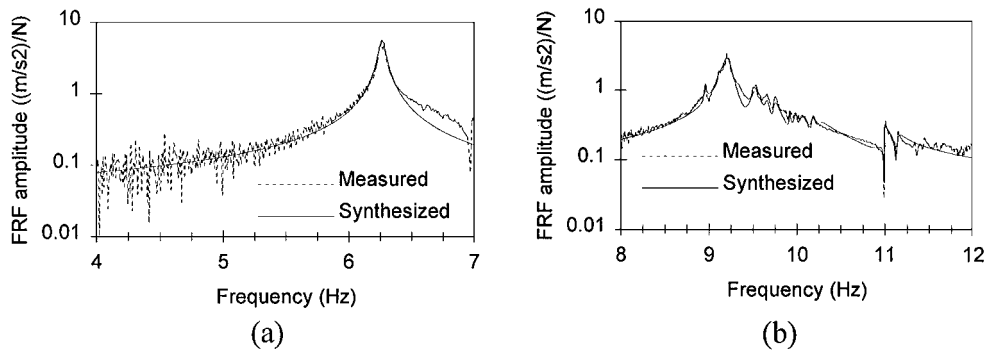 FRF amplitude ((m/s2)/N)
10
1
0.1
0.01
Measured
Synthesized
4 5 6 7
Frequency (Hz)
(a)
FRF amplitude ((m/s2)/N)
10
1
0.1
0.01
Measured
Synthesized
8 9 10 11 12
Frequency (Hz)
(b)